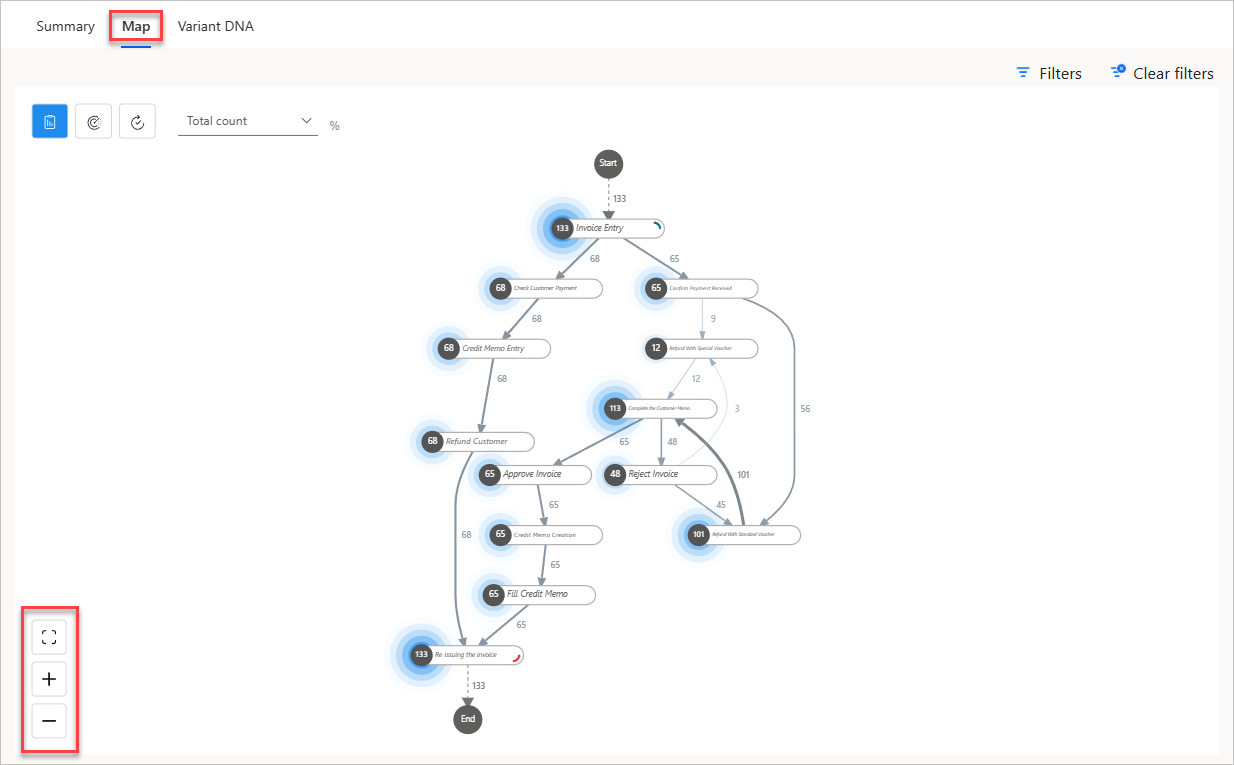 Summary Map Variant DNA
Filters Clear filters
Total count %
Start
133
133 Invoice Entry
68 65
68 Check Customer Payment 65 Confirm Payment Received
68 9
68 Credit Memo Entry 12 Refund With Special Voucher
68 12
113 Complete the Customer Memo 3 56
65 48
68 Refund Customer
65 Approve Invoice 48 Reject Invoice 101
65 45
68 65 Credit Memo Creation 101 Refund With Standard Voucher
65
65 Fill Credit Memo
65
133 Re-issuing the Invoice
133
End